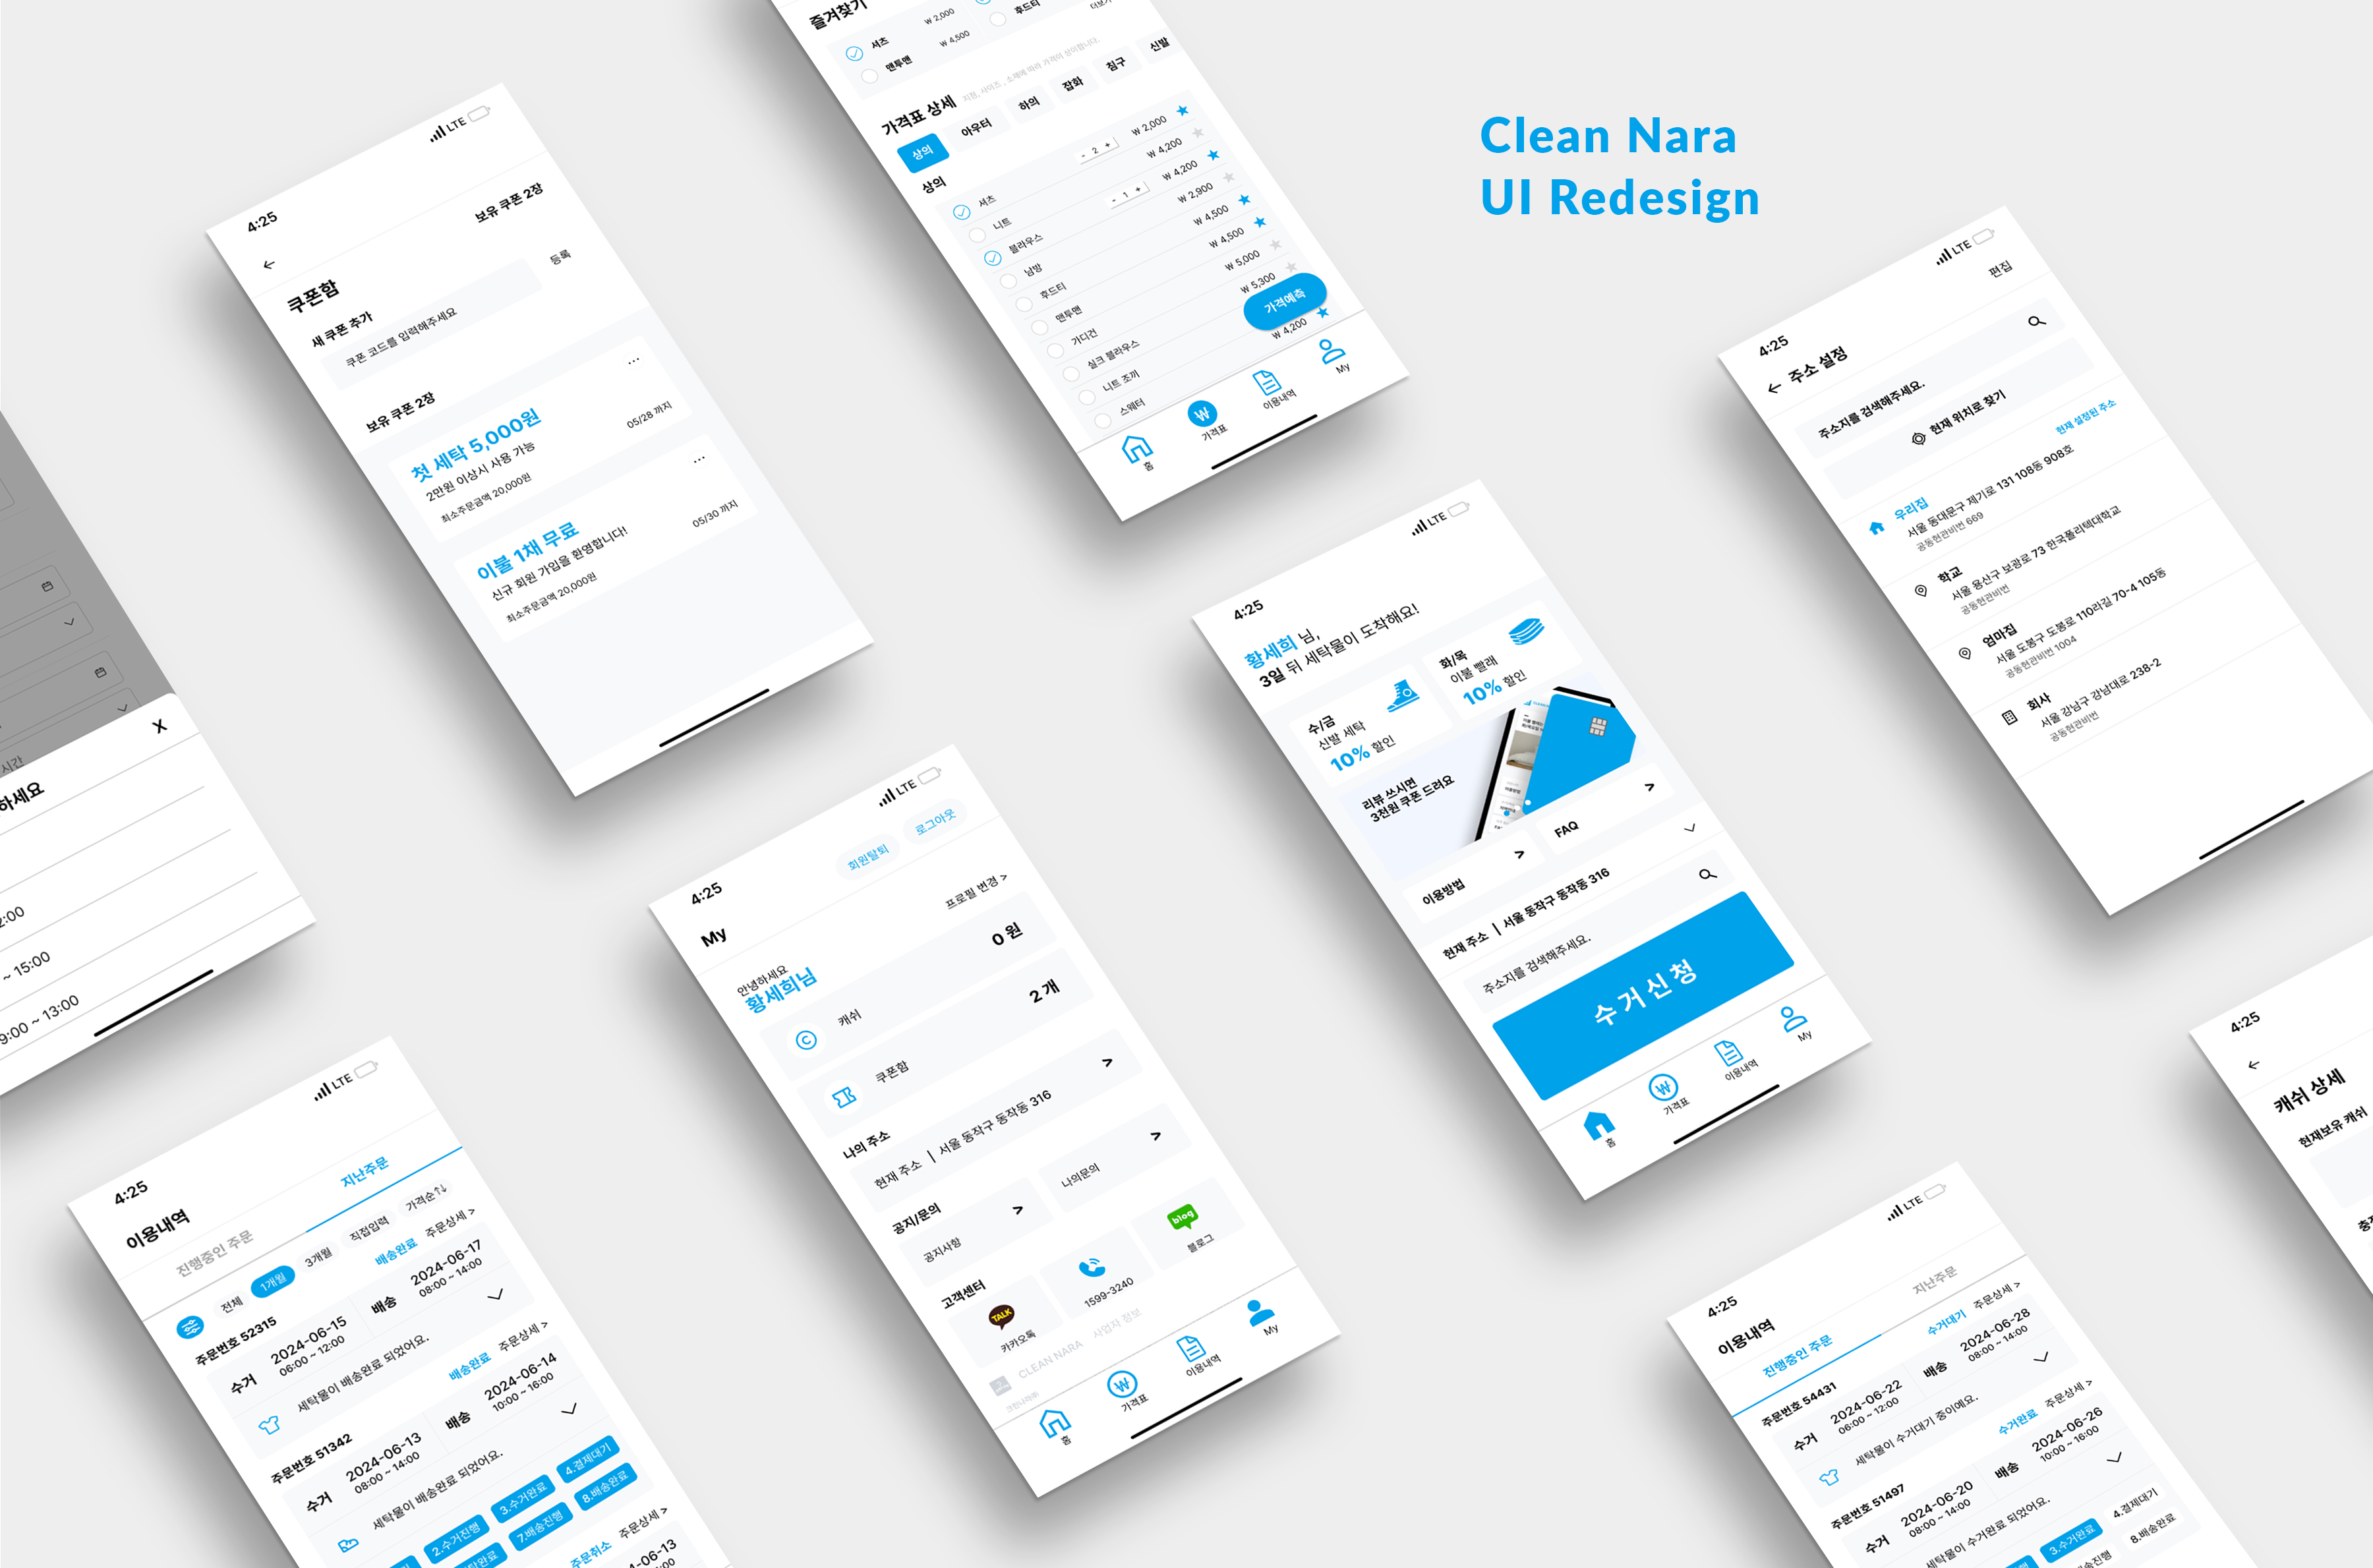 Clean Nara
UI Redesign
4:25
LTE
보유 쿠폰 2장
쿠폰함
새 쿠폰 추가
쿠폰 코드를 입력해주세요
등록
보유 쿠폰 2장
첫 세탁 5,000원
2만원 이상시 사용 가능
최소주문금액 20,000원
05/28 까지
이불 1채 무료
신규 회원 가입을 환영합니다!
최소주문금액 20,000원
05/30 까지
즐겨찾기
셔츠
₩ 2,000
후드티
맨투맨
₩ 4,500
더보기
가격표 상세
지점, 사이즈, 소재에 따라 가격이 상이합니다.
상의
아우터
하의
잡화
침구
신발
상의
셔츠
- 2 +
₩ 2,000
니트
₩ 4,200
블라우스
- 1 +
₩ 4,200
남방
₩ 2,900
후드티
₩ 4,500
맨투맨
₩ 4,500
가디건
₩ 5,000
실크 블라우스
₩ 5,300
니트 조끼
스웨터
₩ 4,200
가격예측
홈
₩
가격표
이용내역
My
4:25
LTE
편집
주소 설정
주소지를 검색해주세요.
현재 위치로 찾기
현재 설정된 주소
우리집
서울 동대문구 제기로 131 108동 908호
공동현관비번 669
학교
서울 용산구 보광로 73 한국폴리텍대학교
공동현관비번
엄마집
서울 도봉구 도봉로 110라길 70-4 105동
공동현관비번 1004
회사
서울 강남구 강남대로 238-2
공동현관비번
시간
X
하세요
2:00
~ 15:00
9:00 ~ 13:00
4:25
LTE
황세희 님,
3일 뒤 세탁물이 도착해요!
수/금
신발 세탁
10% 할인
화/목
이불 빨래
10% 할인
리뷰 쓰시면
3천원 쿠폰 드려요
이용방법 >
FAQ >
현재 주소 | 서울 동작구 동작동 316
주소지를 검색해주세요.
수거신청
홈
₩
가격표
이용내역
My
4:25
LTE
회원탈퇴
로그아웃
My
프로필 변경 >
안녕하세요
황세희님
C
캐쉬
0 원
쿠폰함
2 개
나의 주소
현재 주소 | 서울 동작구 동작동 316 >
공지/문의
공지사항 >
나의문의 >
고객센터
TALK
카카오톡
1599-3240
blog
블로그
CLEAN NARA
사업자 정보
크린나라㈜
홈
₩
가격표
이용내역
My
4:25
LTE
이용내역
진행중인 주문
지난주문
전체
1개월
3개월
직접입력
가격순↑↓
주문번호 52315
배송완료
주문상세 >
수거
2024-06-15
06:00 ~ 12:00
배송
2024-06-17
08:00 ~ 14:00
세탁물이 배송완료 되었어요.
주문번호 51342
배송완료
주문상세 >
수거
2024-06-13
08:00 ~ 14:00
배송
2024-06-14
10:00 ~ 16:00
세탁물이 배송완료 되었어요.
2.수거진행
3.수거완료
4.결제대기
7.배송진행
8.배송완료
주문취소
주문상세 >
4-06-13
4:25
캐쉬 상세
현재보유 캐쉬
4:25
LTE
이용내역
진행중인 주문
지난주문
주문번호 54431
수거대기
주문상세 >
수거
2024-06-22
06:00 ~ 12:00
배송
2024-06-28
08:00 ~ 14:00
세탁물이 수거대기 중이에요.
주문번호 51497
수거완료
주문상세 >
수거
2024-06-20
08:00 ~ 14:00
배송
2024-06-26
10:00 ~ 16:00
세탁물이 수거완료 되었어요.
3.수거완료
4.결제대기
8.배송완료